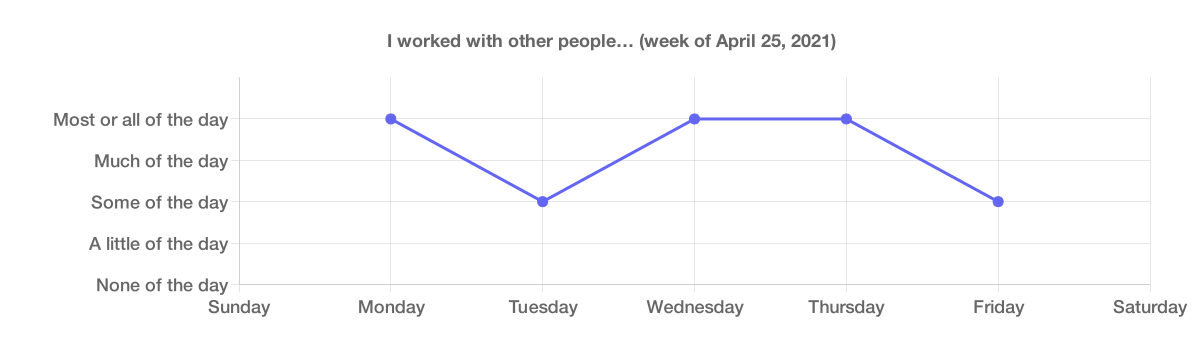 I worked with other people… (week of April 25, 2021)
Most or all of the day
Much of the day
Some of the day
A little of the day
None of the day
Sunday Monday Tuesday Wednesday Thursday Friday Saturday